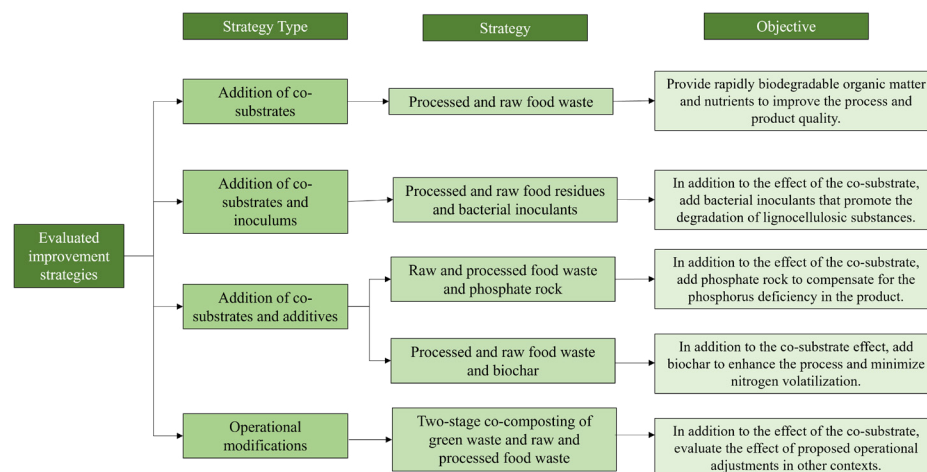 Strategy Type
Strategy
Objective
Evaluated
improvement
strategies
Addition of co-
substrates
Processed and raw food waste
Provide rapidly biodegradable organic matter
and nutrients to improve the process and
product quality.
Addition of co-
substrates and
inoculums
Processed and raw food residues
and bacterial inoculants
In addition to the effect of the co-substrate,
add bacterial inoculants that promote the
degradation of lignocellulosic substances.
Addition of co-
substrates and additives
Raw and processed food waste
and phosphate rock
In addition to the effect of the co-substrate,
add phosphate rock to compensate for the
phosphorus deficiency in the product.
Processed and raw food waste
and biochar
In addition to the co-substrate effect, add
biochar to enhance the process and minimize
nitrogen volatilization.
Operational
modifications
Two-stage co-composting of
green waste and raw and
processed food waste
In addition to the effect of the co-substrate,
evaluate the effect of proposed operational
adjustments in other contexts.